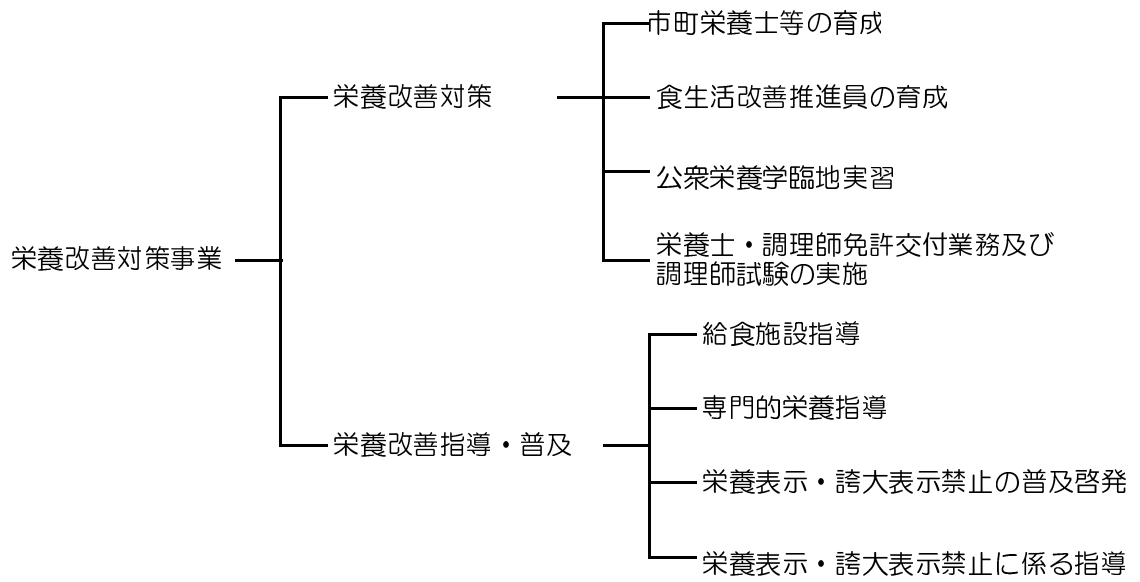 栄養改善対策事業
栄養改善対策
市町栄養士等の育成
食生活改善推進員の育成
公衆栄養学臨地実習
栄養士・調理師免許交付業務及び
調理師試験の実施
栄養改善指導・普及
給食施設指導
専門的栄養指導
栄養表示・誇大表示禁止の普及啓発
栄養表示・誇大表示禁止に係る指導